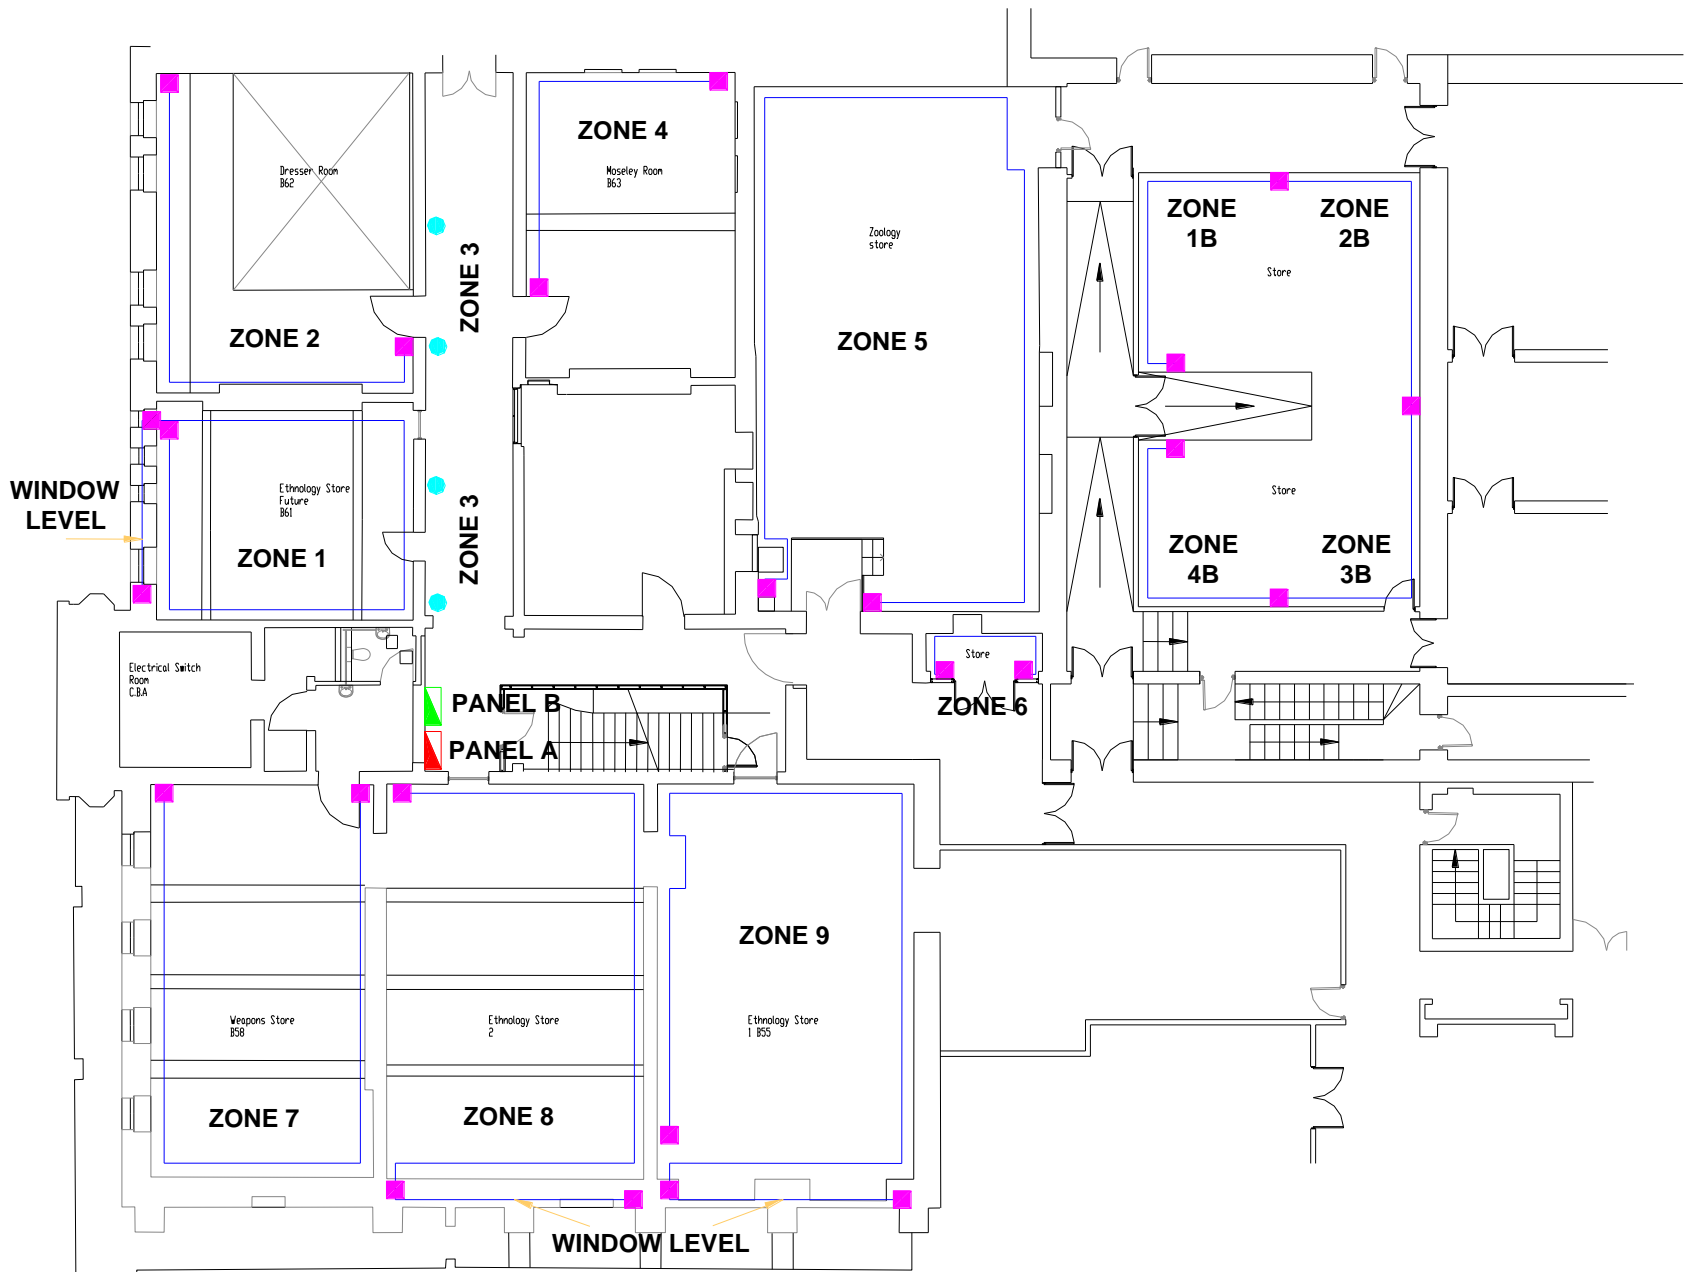 ZONE 4
Dresser Room
B62
Moseley Room
B63
ZONE
1B
ZONE
2B
Zoology
store
Store
ZONE 3
ZONE 2
ZONE 5
WINDOW
LEVEL
Ethnology Store
Future
B61
ZONE 3
Store
ZONE 1
ZONE
4B
ZONE
3B
Electrical Switch
Room
C.B.A
Store
PANEL B
ZONE 6
PANEL A
ZONE 9
Weapons Store
B58
Ethnology Store
2
Ethnology Store
1 B55
ZONE 7
ZONE 8
WINDOW LEVEL